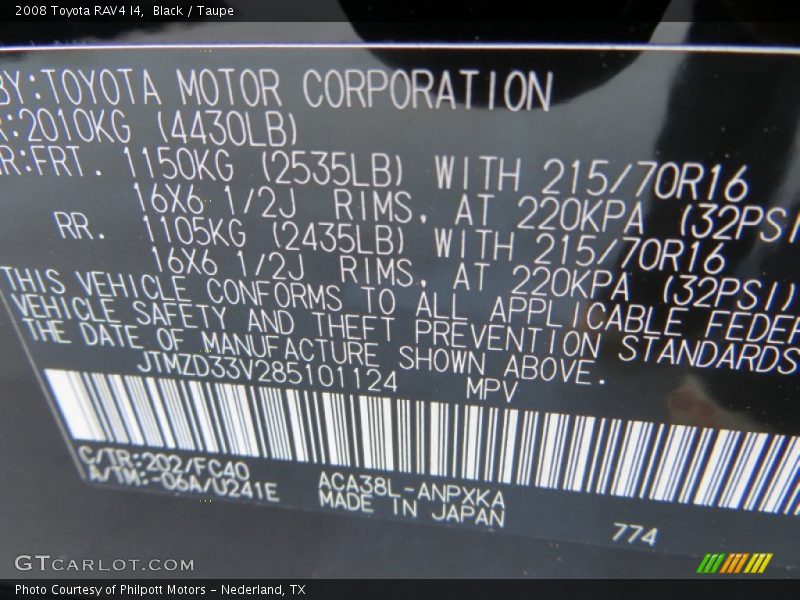 2008 Toyota RAV4 I4, Black / Taupe
BY:TOYOTA MOTOR CORPORATION
R:2010KG (4430LB)
R:FRT. 1150KG (2535LB) WITH 215/70R16
16X6 1/2J RIMS, AT 220KPA (32PSI
RR. 1105KG (2435LB) WITH 215/70R16
16X6 1/2J RIMS, AT 220KPA (32PSI)
THIS VEHICLE CONFORMS TO ALL APPLICABLE FEDER
VEHICLE SAFETY AND THEFT PREVENTION STANDARDS
THE DATE OF MANUFACTURE SHOWN ABOVE.
JTMZD33V285101124 MPV
C/TR:202/FC40
A/TM:-06A/U241E
ACA38L-ANPXKA
MADE IN JAPAN
774
GTCARLOT.COM
Photo Courtesy of Philpott Motors - Nederland, TX